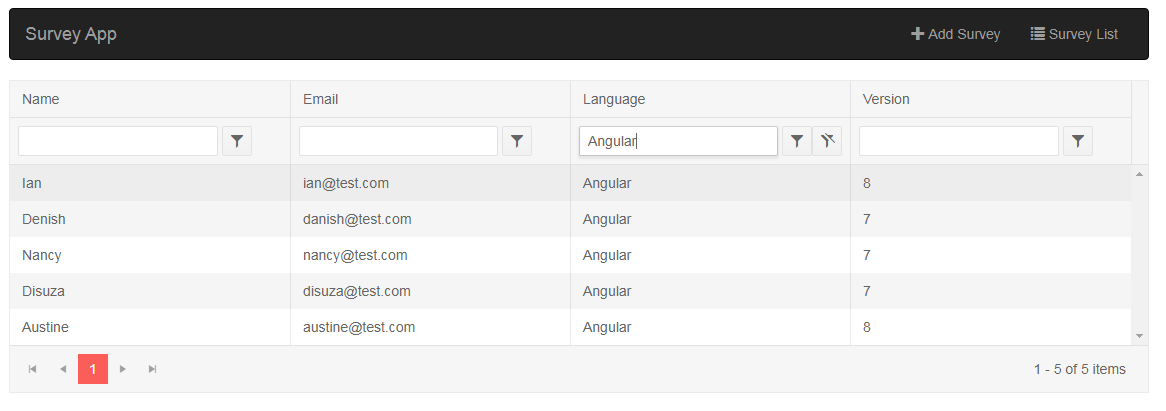 Survey App Add Survey Survey List
Name Email Language Version
Angular
Ian ian@test.com Angular 8
Denish danish@test.com Angular 7
Nancy nancy@test.com Angular 7
Disuza disuza@test.com Angular 7
Austine austine@test.com Angular 8
1 1 - 5 of 5 items